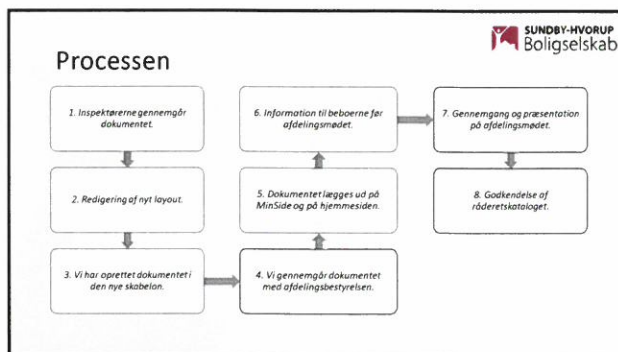 SUNDBY-HVORUP
Boligselskab
Processen
1. Inspektørerne gennemgår
dokumentet.
2. Redigering af nyt layout.
3. Vi har oprettet dokumentet i
den nye skabelon.
4. Vi gennemgår dokumentet
med afdelingsbestyrelsen.
5. Dokumentet lægges ud på
MinSide og på hjemmesiden.
6. Information til beboerne før
afdelingsmødet.
7. Gennemgang og præsentation
på afdelingsmødet.
8. Godkendelse af
råderetskataloget.